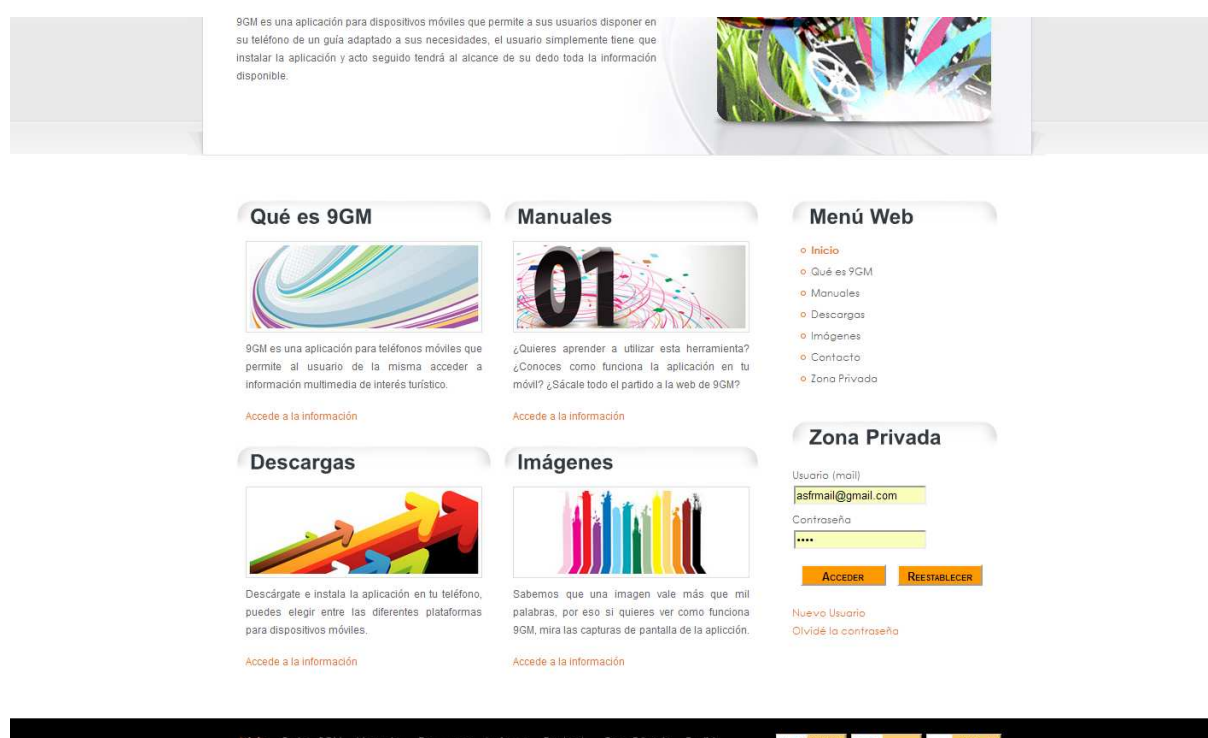 9GM es una aplicación para dispositivos móviles que permite a sus usuarios disponer en
su teléfono de un guía adaptado a sus necesidades, el usuario simplemente tiene que
instalar la aplicación y acto seguido tendrá al alcance de su dedo toda la información
disponible.
Qué es 9GM
9GM es una aplicación para teléfonos móviles que
permite al usuario de la misma acceder a
información multimedia de interés turístico.
Accede a la información
Manuales
01
¿Quieres aprender a utilizar esta herramienta?
¿Conoces como funciona la aplicación en tu
móvil? ¿Sácale todo el partido a la web de 9GM?
Accede a la información
Descargas
Descárgate e instala la aplicación en tu teléfono,
puedes elegir entre las diferentes plataformas
para dispositivos móviles.
Accede a la información
Imágenes
Sabemos que una imagen vale más que mil
palabras, por eso si quieres ver como funciona
9GM, mira las capturas de pantalla de la aplicción.
Accede a la información
Menú Web
Inicio
Qué es 9GM
Manuales
Descargas
Imágenes
Contacto
Zona Privada
Zona Privada
Usuario (mail)
asfrmail@gmail.com
Contraseña
••••
Acceder
Reestablecer
Nuevo Usuario
Olvidé la contraseña